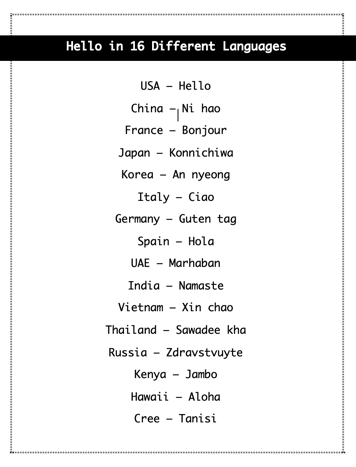 Hello in 16 Different Languages
USA – Hello
China – Ni hao
France – Bonjour
Japan – Konnichiwa
Korea – An nyeong
Italy – Ciao
Germany – Guten tag
Spain – Hola
UAE – Marhaban
India – Namaste
Vietnam – Xin chao
Thailand – Sawadee kha
Russia – Zdravstvuyte
Kenya – Jambo
Hawaii – Aloha
Cree – Tanisi